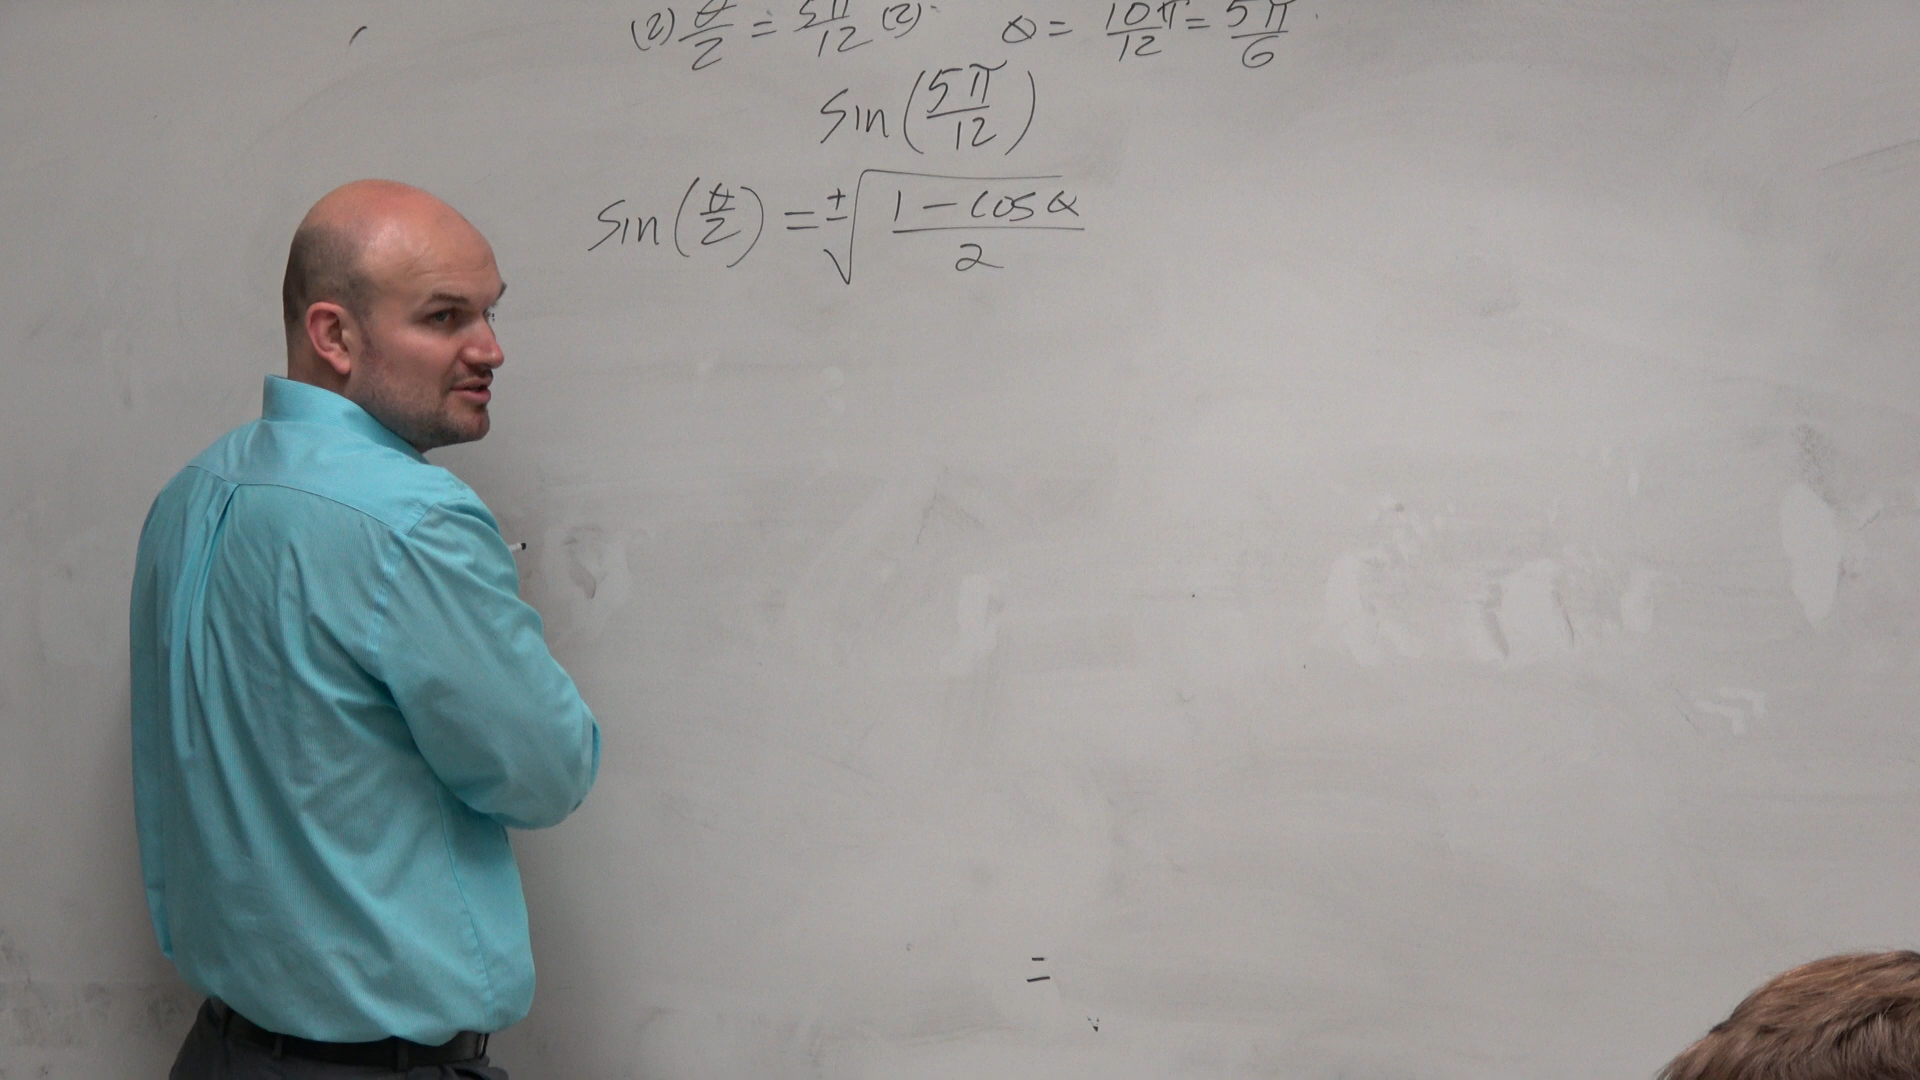 (2) θ/2 = 5π/12 (2) θ = 10π/12 = 5π/6
sin(5π/12)
sin(θ/2) = ±√((1 - cos θ)/2)
=